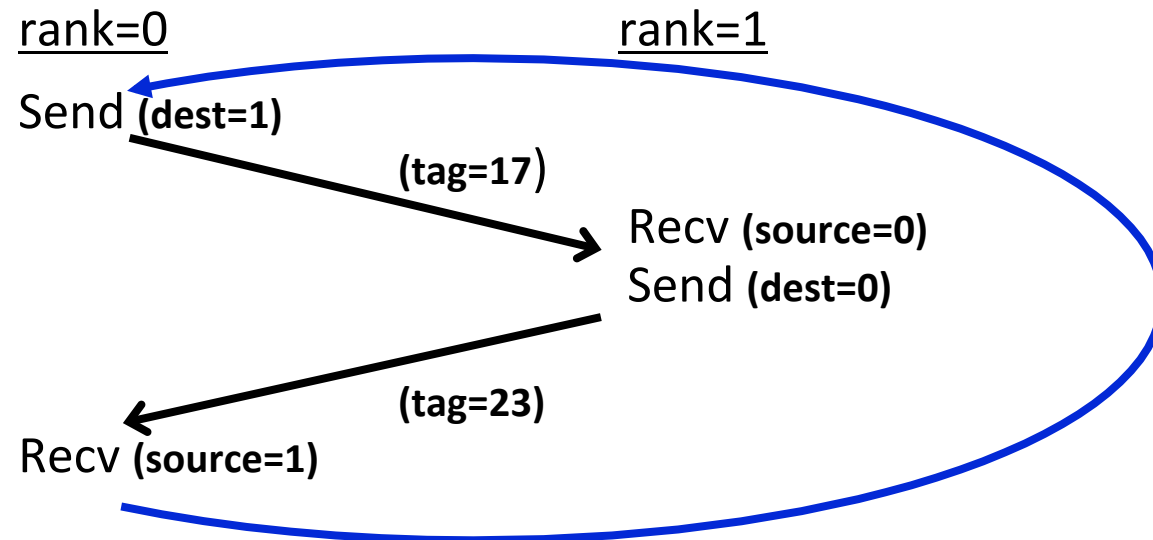 rank=0
rank=1
Send (dest=1)
(tag=17)
Recv (source=0)
Send (dest=0)
(tag=23)
Recv (source=1)